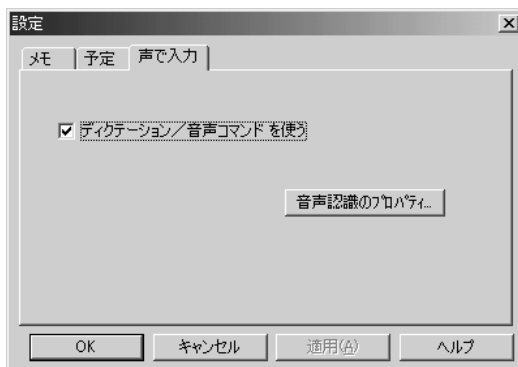 設定
メモ 予定 声で入力
ディクテーション／音声コマンド を使う
音声認識のﾌﾟﾛﾊﾟﾃｨ...
OK キャンセル 適用(A) ヘルプ